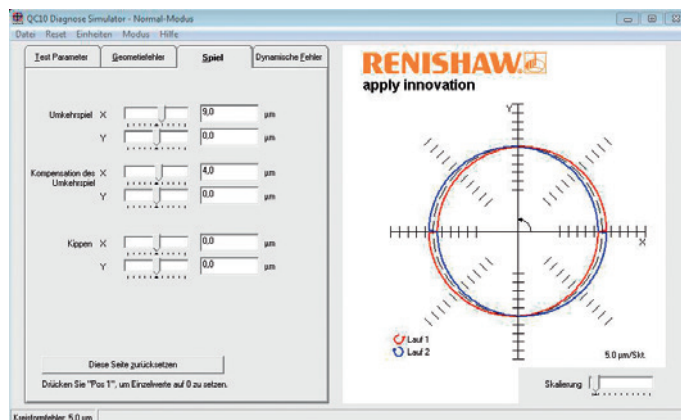 QC10 Diagnose Simulator - Normal-Modus
Datei Reset Einheiten Modus Hilfe
Test Parameter Geometriefehler Spiel Dynamische Fehler
Umkehrspiel X 9,0 µm
Y 0,0 µm
Kompensation des Umkehrspiel X 4,0 µm
Y 0,0 µm
Kippen X 0,0 µm
Y 0,0 µm
Diese Seite zurücksetzen
Drücken Sie "Pos 1", um Einzelwerte auf 0 zu setzen.
RENISHAW
apply innovation
Y
X
Lauf 1
Lauf 2
5.0 µm/Skt.
Skalierung
Kreisformfehler 5.0 µm